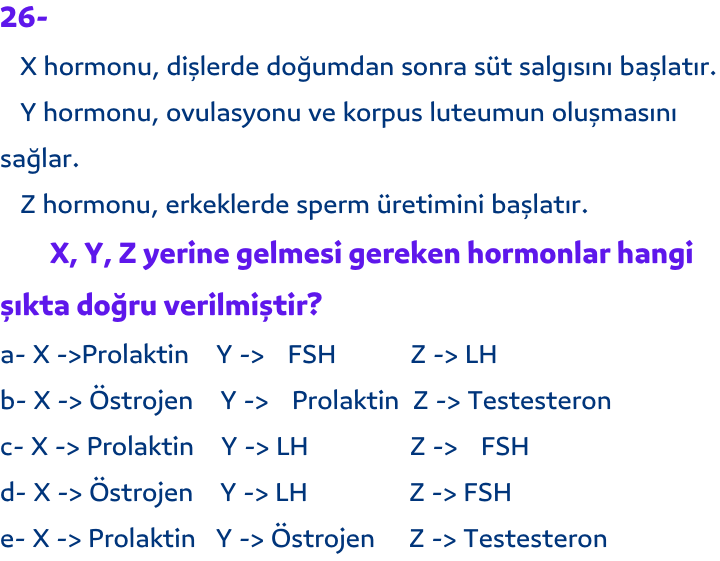 26-
X hormonu, dişlerde doğumdan sonra süt salgısını başlatır.
Y hormonu, ovulasyonu ve korpus luteumun oluşmasını
sağlar.
Z hormonu, erkeklerde sperm üretimini başlatır.
X, Y, Z yerine gelmesi gereken hormonlar hangi
şıkta doğru verilmiştir?
a- X ->Prolaktin Y -> FSH Z -> LH
b- X -> Östrojen Y -> Prolaktin Z -> Testesteron
c- X -> Prolaktin Y -> LH Z -> FSH
d- X -> Östrojen Y -> LH Z -> FSH
e- X -> Prolaktin Y -> Östrojen Z -> Testesteron